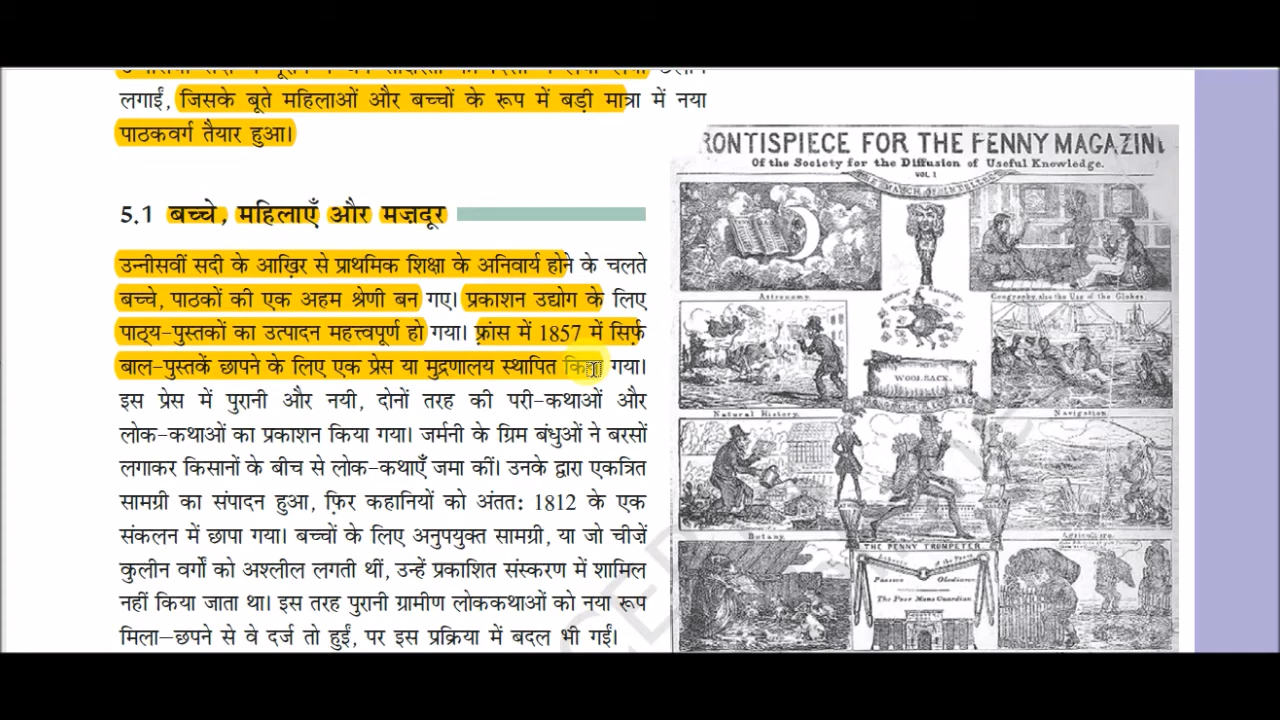 लगाईं, जिसके बूते महिलाओं और बच्चों के रूप में बड़ी मात्रा में नया
पाठकवर्ग तैयार हुआ।
5.1 बच्चे, महिलाएँ और मज़दूर
उन्नीसवीं सदी के आख़िर से प्राथमिक शिक्षा के अनिवार्य होने के चलते
बच्चे, पाठकों की एक अहम श्रेणी बन गए। प्रकाशन उद्योग के लिए
पाठ्य-पुस्तकों का उत्पादन महत्त्वपूर्ण हो गया। फ़्रांस में 1857 में सिर्फ़
बाल-पुस्तकें छापने के लिए एक प्रेस या मुद्रणालय स्थापित किया गया।
इस प्रेस में पुरानी और नयी, दोनों तरह की परी-कथाओं और
लोक-कथाओं का प्रकाशन किया गया। जर्मनी के ग्रिम बंधुओं ने बरसों
लगाकर किसानों के बीच से लोक-कथाएँ जमा कीं। उनके द्वारा एकत्रित
सामग्री का संपादन हुआ, फिर कहानियों को अंतत: 1812 के एक
संकलन में छापा गया। बच्चों के लिए अनुपयुक्त सामग्री, या जो चीज़ें
कुलीन वर्गों को अश्लील लगती थीं, उन्हें प्रकाशित संस्करण में शामिल
नहीं किया जाता था। इस तरह पुरानी ग्रामीण लोककथाओं को नया रूप
मिला–छपने से वे दर्ज तो हुईं, पर इस प्रक्रिया में बदल भी गईं।
RONTISPIECE FOR THE PENNY MAGAZIN
Of the Society for the Diffusion of Useful Knowledge.
VOL 1
Astronomy.
Geography, also the Use of the Globes.
WOOLBACK.
Natural History.
Navigation
Botany.
Agriculture.
THE PENNY TRUMPETER
Passive Obedience
The Poor Mans Guardian